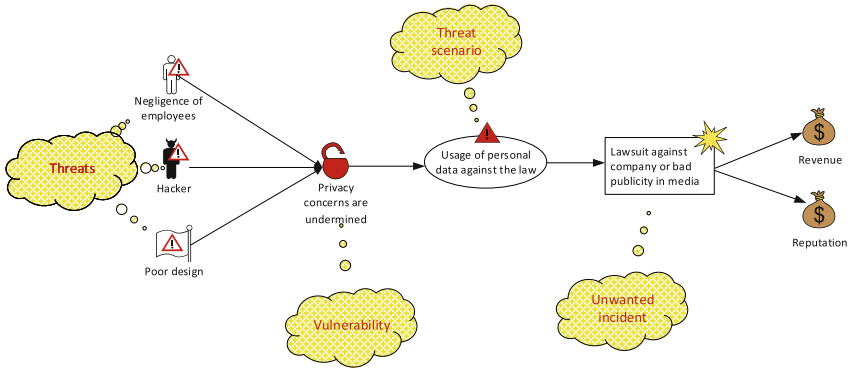 Threat
scenario
Negligence of
employees
Threats
Hacker
Poor design
Privacy
concerns are
undermined
Usage of personal
data against the law
Lawsuit against
company or bad
publicity in media
$
Revenue
$
Reputation
Vulnerability
Unwanted
incident